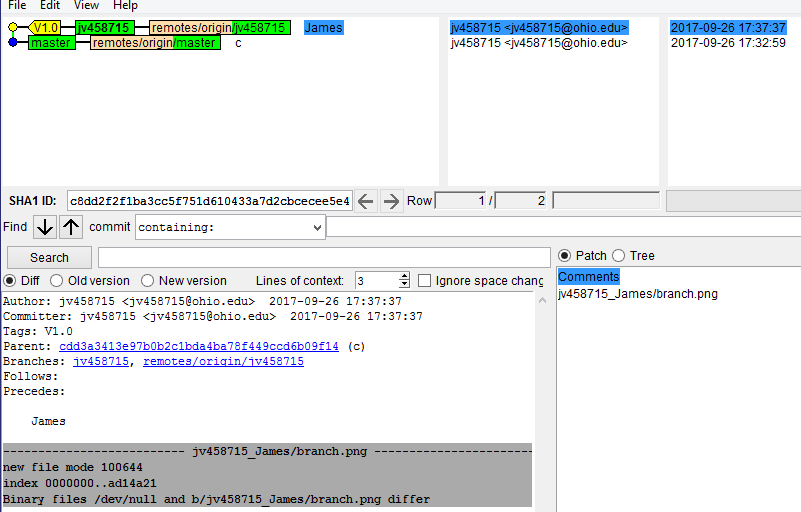 File Edit View Help
V1.0 jv458715 remotes/origin/jv458715 James jv458715 <jv458715@ohio.edu> 2017-09-26 17:37:37
master remotes/origin/master c jv458715 <jv458715@ohio.edu> 2017-09-26 17:32:59
SHA1 ID: c8dd2f2f1ba3cc5f751d610433a7d2cbcecee5e4 Row 1 / 2
Find commit containing:
Search
Diff Old version New version Lines of context: 3 Ignore space chang
Patch Tree
Author: jv458715 <jv458715@ohio.edu> 2017-09-26 17:37:37
Committer: jv458715 <jv458715@ohio.edu> 2017-09-26 17:37:37
Tags: V1.0
Parent: cdd3a3413e97b0b2c1bda4ba78f449ccd6b09f14 (c)
Branches: jv458715, remotes/origin/jv458715
Follows:
Precedes:
James
-------------------------- jv458715_James/branch.png -----------------------
new file mode 100644
index 0000000..ad14a21
Binary files /dev/null and b/jv458715_James/branch.png differ
Comments
jv458715_James/branch.png